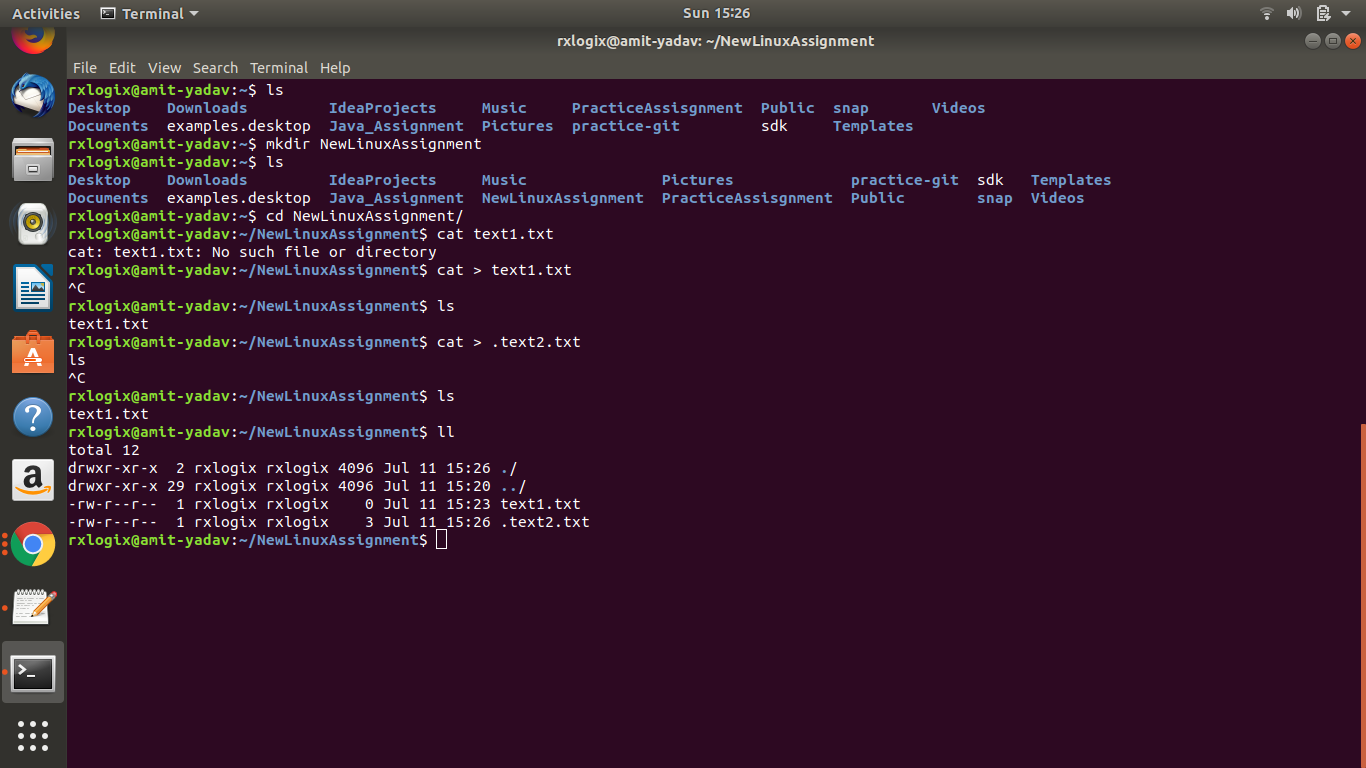 Activities Terminal Sun 15:26
rxlogix@amit-yadav: ~/NewLinuxAssignment
File Edit View Search Terminal Help
rxlogix@amit-yadav:~$ ls
Desktop Downloads IdeaProjects Music PracticeAssisgnment Public snap Videos
Documents examples.desktop Java_Assignment Pictures practice-git sdk Templates
rxlogix@amit-yadav:~$ mkdir NewLinuxAssignment
rxlogix@amit-yadav:~$ ls
Desktop Downloads IdeaProjects Music Pictures practice-git sdk Templates
Documents examples.desktop Java_Assignment NewLinuxAssignment PracticeAssisgnment Public snap Videos
rxlogix@amit-yadav:~$ cd NewLinuxAssignment/
rxlogix@amit-yadav:~/NewLinuxAssignment$ cat text1.txt
cat: text1.txt: No such file or directory
rxlogix@amit-yadav:~/NewLinuxAssignment$ cat > text1.txt
^C
rxlogix@amit-yadav:~/NewLinuxAssignment$ ls
text1.txt
rxlogix@amit-yadav:~/NewLinuxAssignment$ cat > .text2.txt
ls
^C
rxlogix@amit-yadav:~/NewLinuxAssignment$ ls
text1.txt
rxlogix@amit-yadav:~/NewLinuxAssignment$ ll
total 12
drwxr-xr-x 2 rxlogix rxlogix 4096 Jul 11 15:26 ./
drwxr-xr-x 29 rxlogix rxlogix 4096 Jul 11 15:20 ../
-rw-r--r-- 1 rxlogix rxlogix 0 Jul 11 15:23 text1.txt
-rw-r--r-- 1 rxlogix rxlogix 3 Jul 11 15:26 .text2.txt
rxlogix@amit-yadav:~/NewLinuxAssignment$